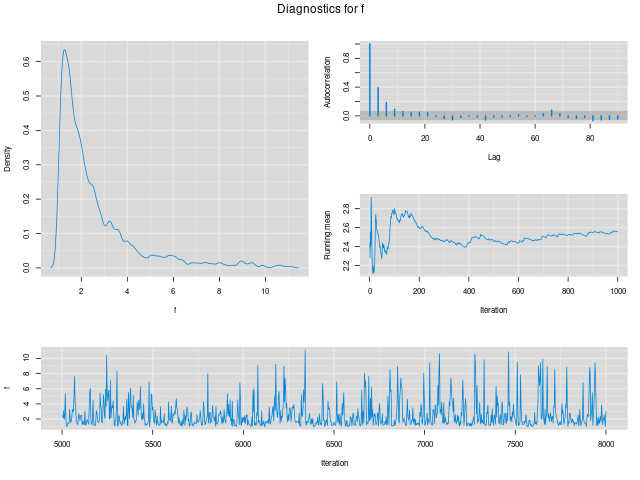 Diagnostics for f
Density
0.0 0.1 0.2 0.3 0.4 0.5 0.6
2 4 6 8 10
f
Autocorrelation
0.0 0.4 0.8
0 20 40 60 80
Lag
Running mean
2.2 2.4 2.6 2.8
0 200 400 600 800 1000
Iteration
f
2 4 6 8 10
5000 5500 6000 6500 7000 7500 8000
Iteration